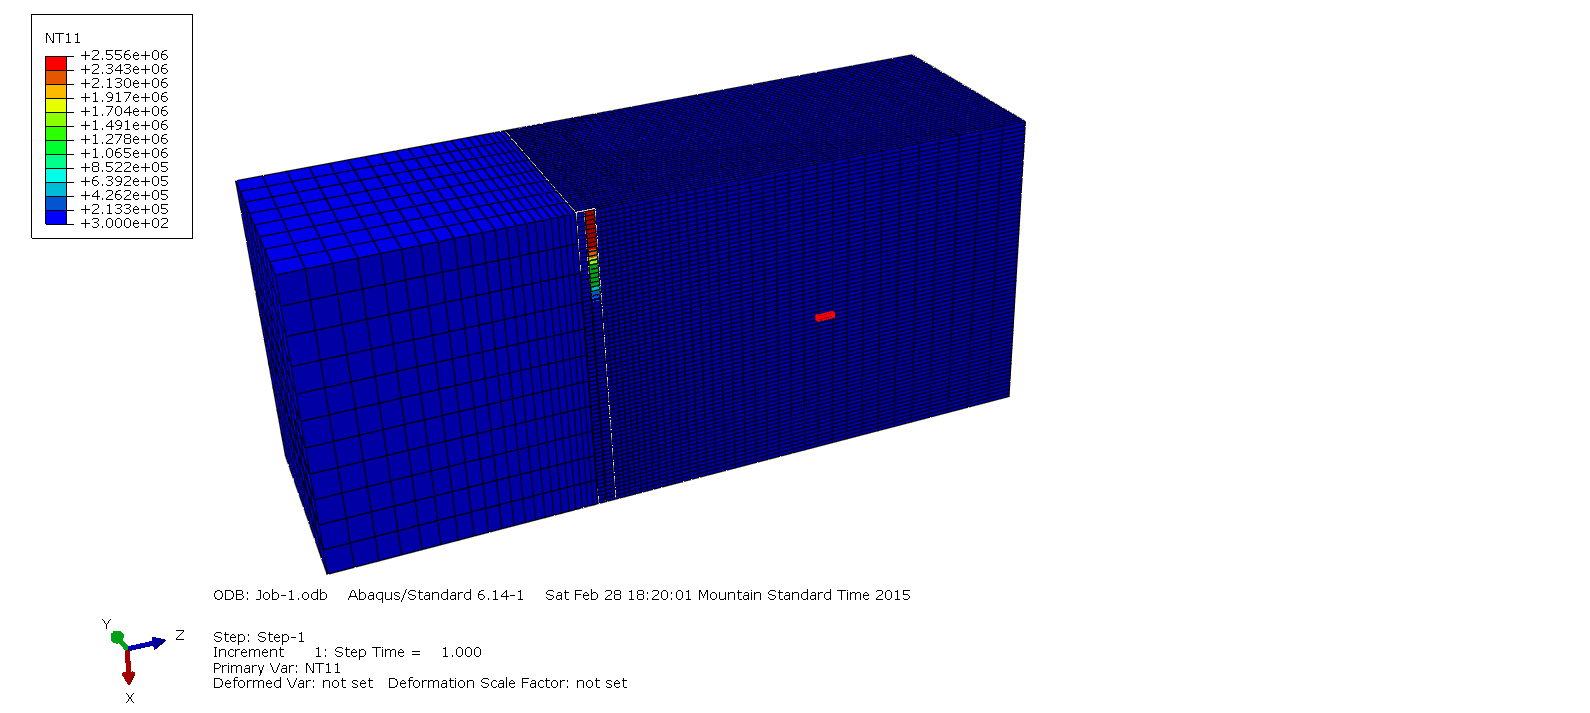 NT11
+2.556e+06
+2.343e+06
+2.130e+06
+1.917e+06
+1.704e+06
+1.491e+06
+1.278e+06
+1.065e+06
+8.522e+05
+6.392e+05
+4.262e+05
+2.133e+05
+3.000e+02
ODB: Job-1.odb Abaqus/Standard 6.14-1 Sat Feb 28 18:20:01 Mountain Standard Time 2015
Y
Z
X
Step: Step-1
Increment 1: Step Time = 1.000
Primary Var: NT11
Deformed Var: not set Deformation Scale Factor: not set